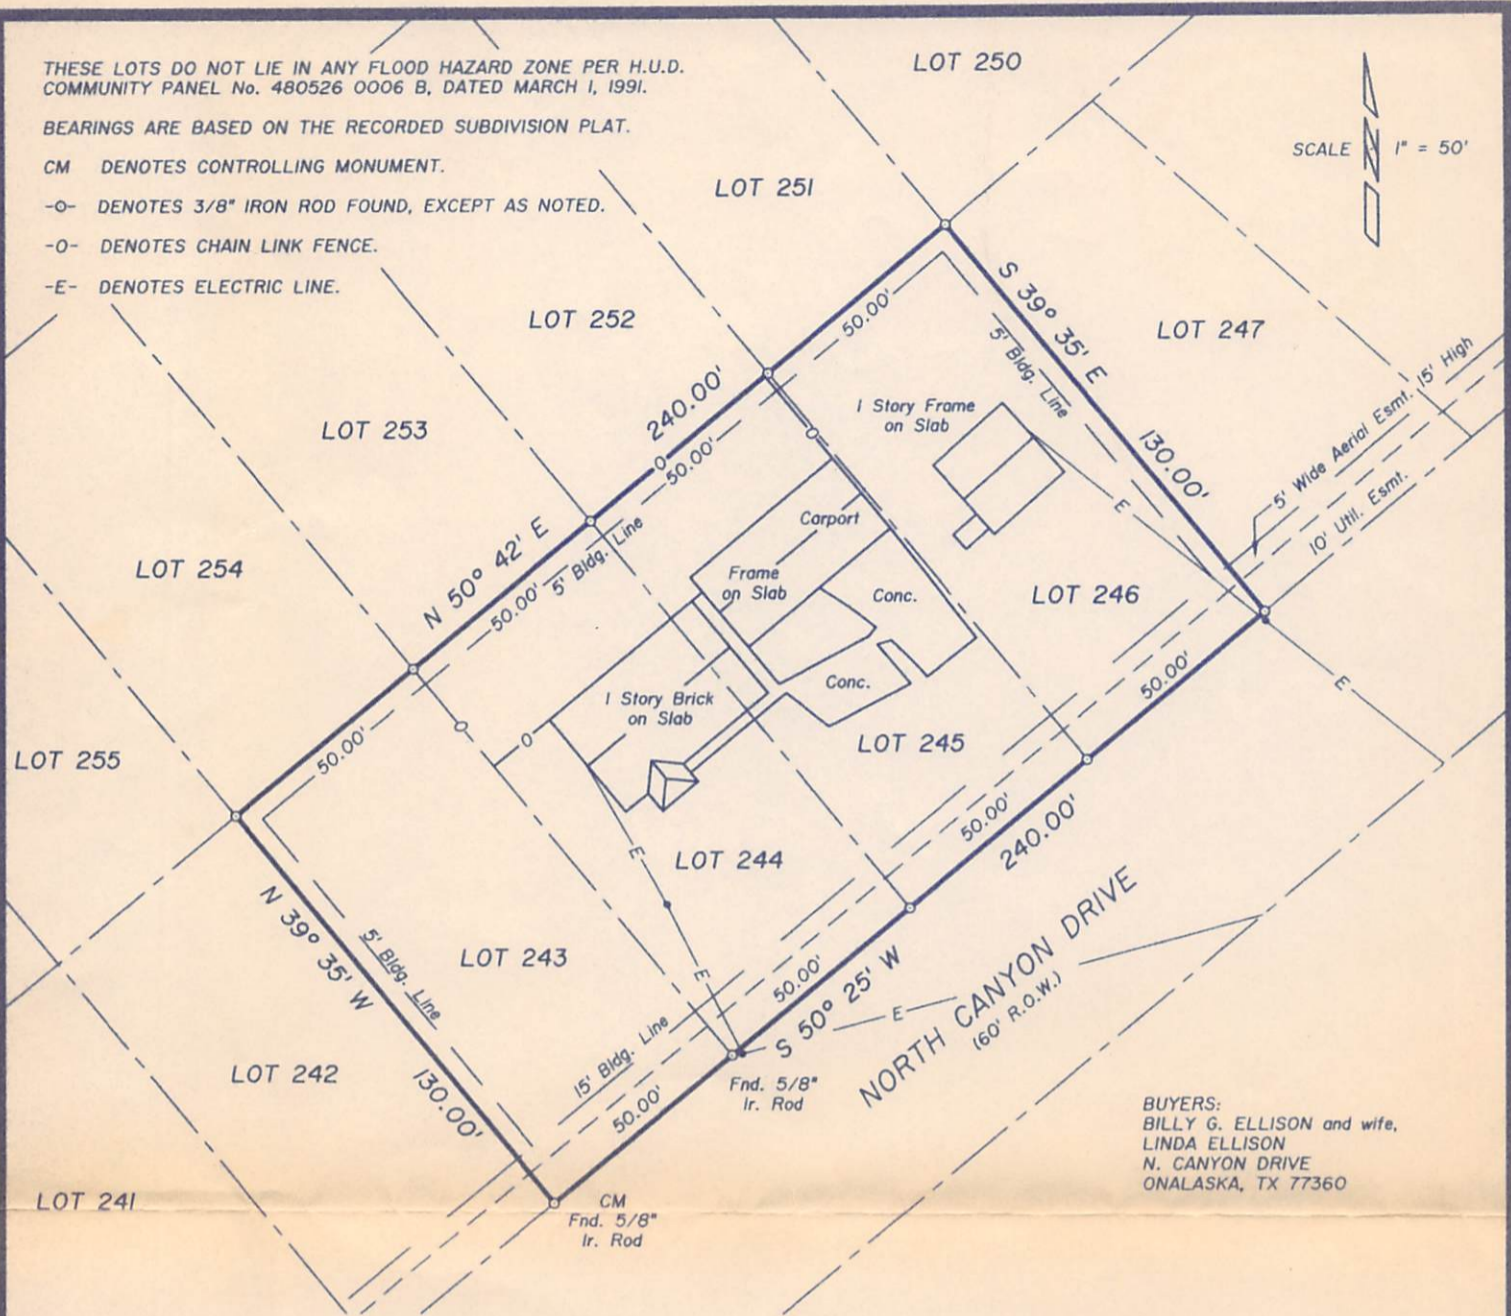 THESE LOTS DO NOT LIE IN ANY FLOOD HAZARD ZONE PER H.U.D.
COMMUNITY PANEL No. 480526 0006 B, DATED MARCH 1, 1991.
BEARINGS ARE BASED ON THE RECORDED SUBDIVISION PLAT.
CM DENOTES CONTROLLING MONUMENT.
-O- DENOTES 3/8" IRON ROD FOUND, EXCEPT AS NOTED.
-O- DENOTES CHAIN LINK FENCE.
-E- DENOTES ELECTRIC LINE.
LOT 250
SCALE N 1" = 50'
LOT 251
LOT 252
LOT 247
LOT 253
LOT 254
LOT 255
N 50° 42' E
240.00'
50.00'
50.00'
50.00'
50.00'
5' Bldg. Line
S 39° 35' E
130.00'
5' Bldg. Line
5' Wide Aerial Esmt. 15' High
10' Util. Esmt.
1 Story Frame
on Slab
E
O
O
Carport
Frame
on Slab
Conc.
Conc.
LOT 246
1 Story Brick
on Slab
O
O
LOT 245
LOT 244
E
E
LOT 243
N 39° 35' W
130.00'
5' Bldg. Line
LOT 242
LOT 241
15' Bldg. Line
50.00'
50.00'
50.00'
50.00'
S 50° 25' W
240.00'
E
E
NORTH CANYON DRIVE
(60' R.O.W.)
Fnd. 5/8"
Ir. Rod
CM
Fnd. 5/8"
Ir. Rod
BUYERS:
BILLY G. ELLISON and wife,
LINDA ELLISON
N. CANYON DRIVE
ONALASKA, TX 77360